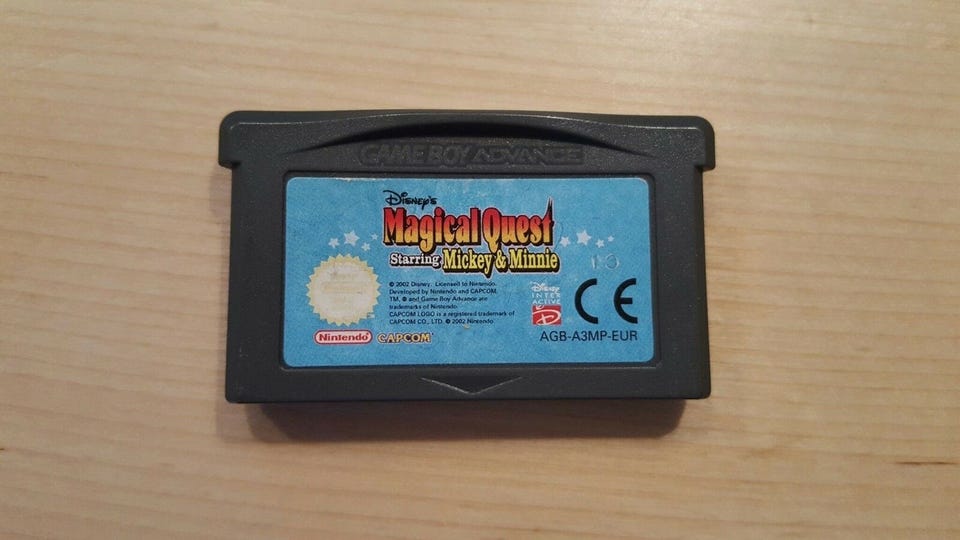 GAME BOY ADVANCE
Disney's
Magical Quest
Starring Mickey & Minnie
© 2002 Disney. Licensed to Nintendo.
Developed by Nintendo and CAPCOM.
TM, ® and Game Boy Advance are
trademarks of Nintendo.
CAPCOM LOGO is a registered trademark of
CAPCOM CO., LTD. © 2002 Nintendo.
Nintendo
CAPCOM
Disney
INTER
ACTIVE
CE
AGB-A3MP-EUR